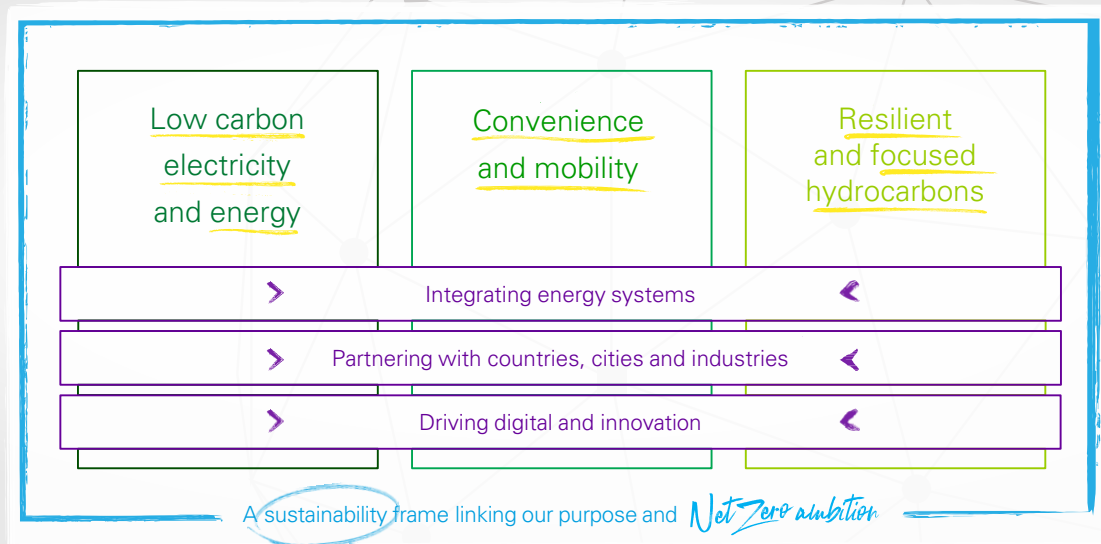 Low carbon
electricity
and energy
Convenience
and mobility
Resilient
and focused
hydrocarbons
Integrating energy systems
Partnering with countries, cities and industries
Driving digital and innovation
A sustainability frame linking our purpose and Net Zero ambition